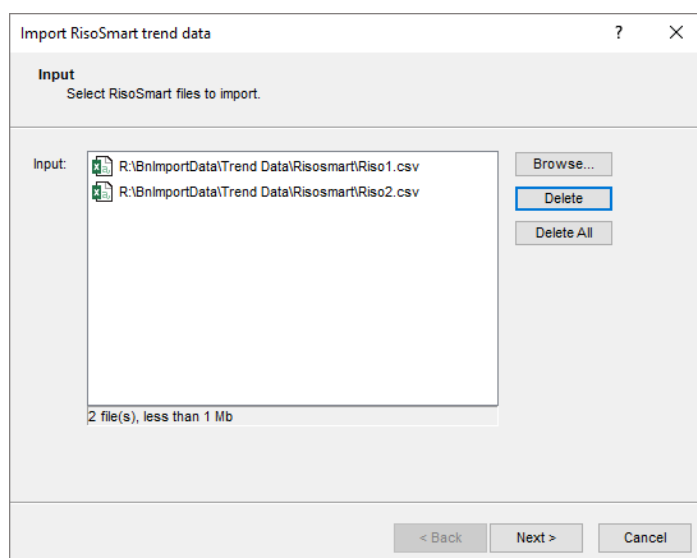 Import RisoSmart trend data
?
Input
Select RisoSmart files to import.
Input:
R:\BnImportData\Trend Data\Risosmart\Riso1.csv
R:\BnImportData\Trend Data\Risosmart\Riso2.csv
Browse...
Delete
Delete All
2 file(s), less than 1 Mb
< Back
Next >
Cancel